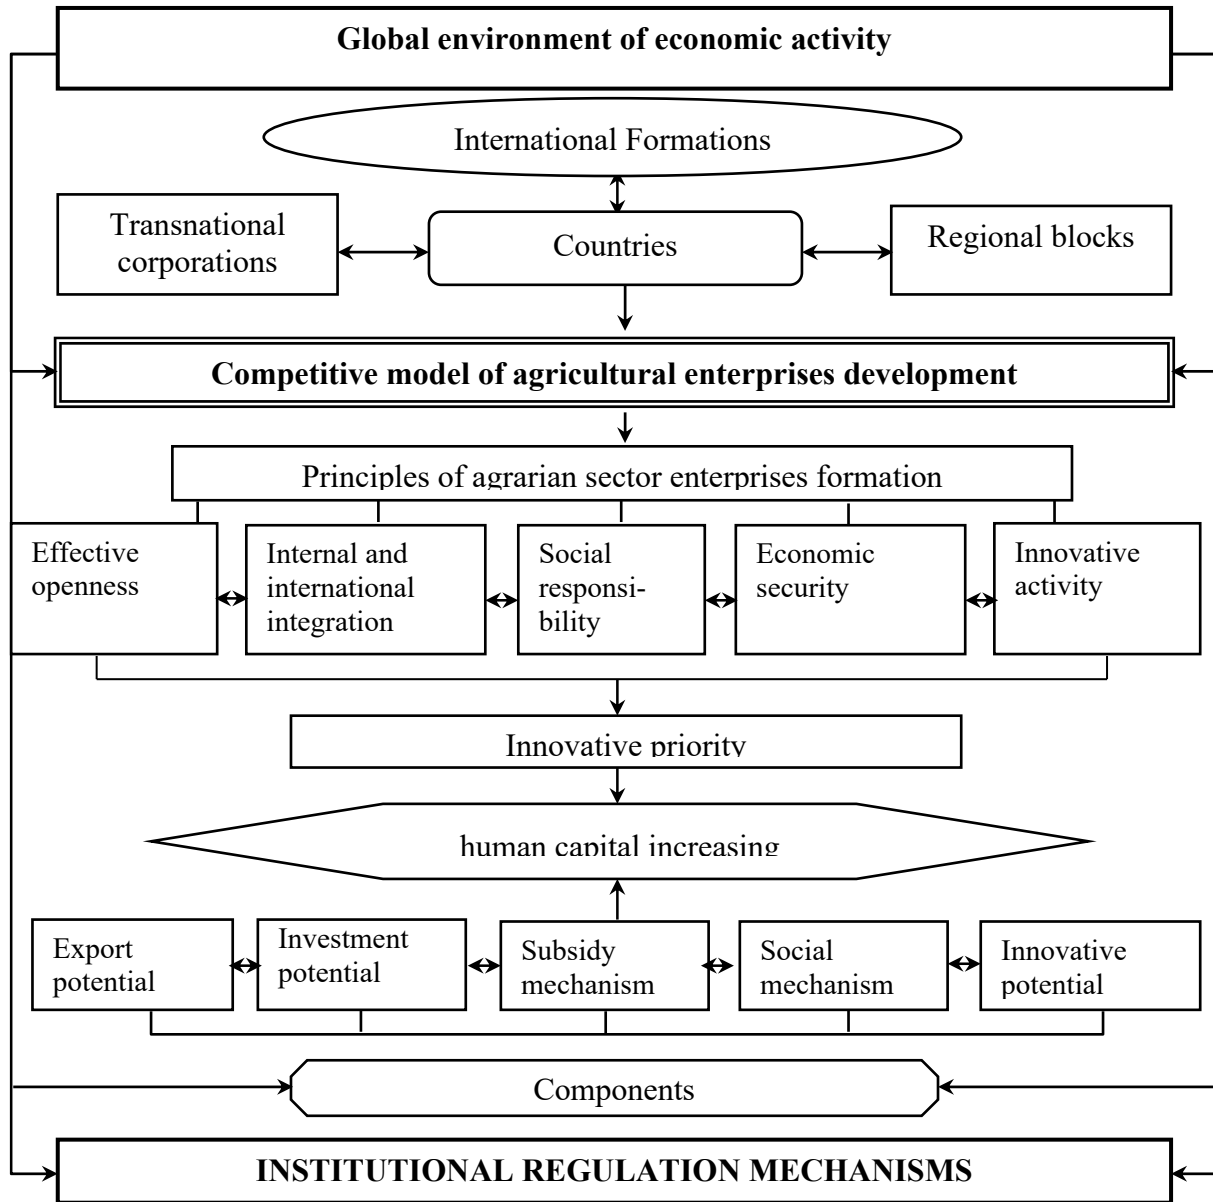 Global environment of economic activity
International Formations
Transnational
corporations
Countries
Regional blocks
Competitive model of agricultural enterprises development
Principles of agrarian sector enterprises formation
Effective
openness
Internal and
international
integration
Social
responsi-
bility
Economic
security
Innovative
activity
Innovative priority
human capital increasing
Export
potential
Investment
potential
Subsidy
mechanism
Social
mechanism
Innovative
potential
Components
INSTITUTIONAL REGULATION MECHANISMS